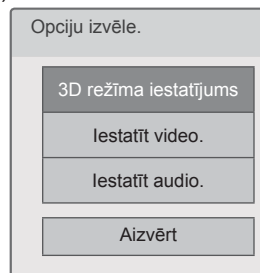 Opciju izvēle.
3D režīma iestatījums
Iestatīt video.
Iestatīt audio.
Aizvērt